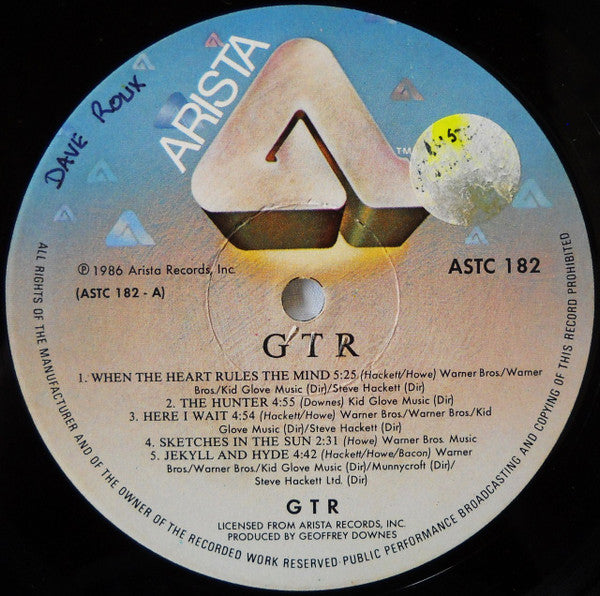 DAVE ROUX
ARISTA
TM
℗ 1986 Arista Records, Inc.
(ASTC 182 - A)
ASTC 182
GTR
1. WHEN THE HEART RULES THE MIND 5:25 (Hackett/Howe) Warner Bros/Warner
Bros/Kid Glove Music (Dir)/Steve Hackett (Dir)
2. THE HUNTER 4:55 (Downes) Kid Glove Music (Dir)
3. HERE I WAIT 4:54 (Hackett/Howe) Warner Bros/Warner Bros/Kid
Glove Music (Dir)/Steve Hackett (Dir)
4. SKETCHES IN THE SUN 2:31 (Howe) Warner Bros. Music
5. JEKYLL AND HYDE 4:42 (Hackett/Howe/Bacon) Warner
Bros./Warner Bros./Kid Glove Music (Dir)/Munnycroft (Dir)/
Steve Hackett Ltd. (Dir)
GTR
LICENSED FROM ARISTA RECORDS, INC.
PRODUCED BY GEOFFREY DOWNES
ALL RIGHTS OF THE MANUFACTURER AND OF THE OWNER OF THE RECORDED WORK RESERVED·PUBLIC PERFORMANCE BROADCASTING AND COPYING OF THIS RECORD PROHIBITED